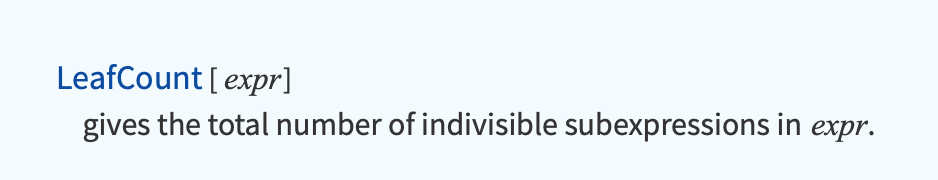 LeafCount[expr]
gives the total number of indivisible subexpressions in expr.